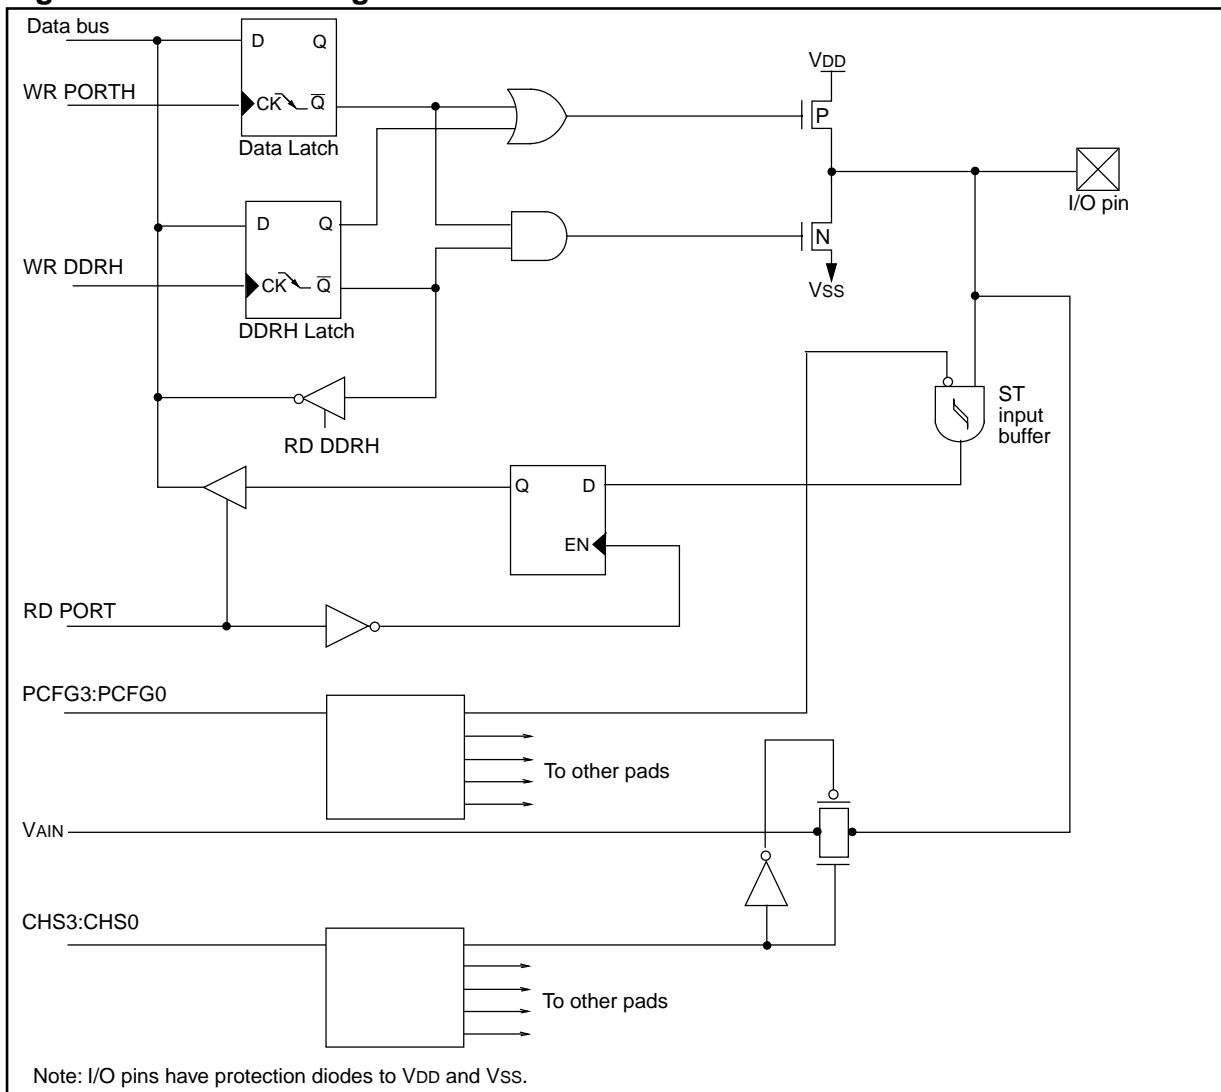 Data bus
D Q
VDD
WR PORTH
CK Q
P
Data Latch
I/O pin
D Q
N
WR DDRH
CK Q
VSS
DDRH Latch
ST
input
buffer
RD DDRH
Q D
EN
RD PORT
PCFG3:PCFG0
To other pads
VAIN
CHS3:CHS0
To other pads
Note: I/O pins have protection diodes to VDD and VSS.